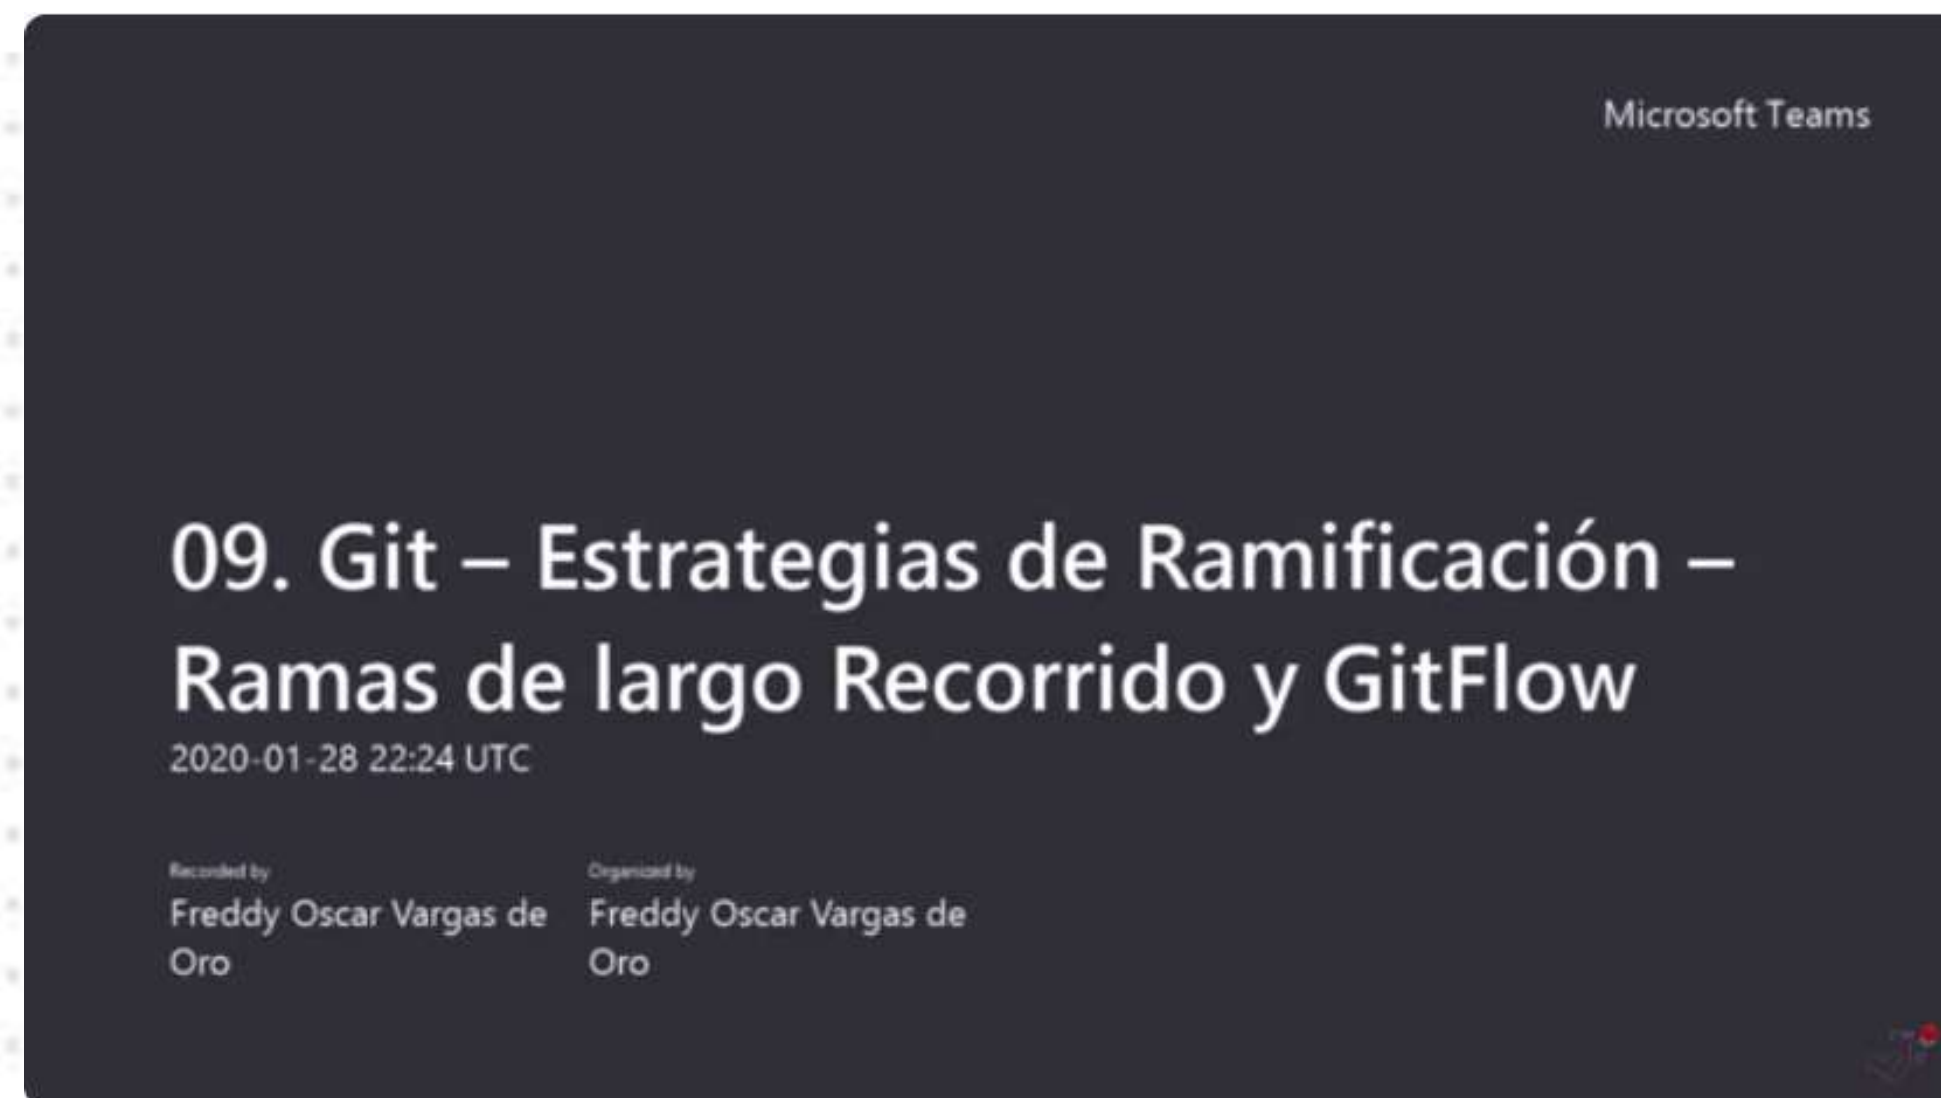 Microsoft Teams
09. Git – Estrategias de Ramificación –
Ramas de largo Recorrido y GitFlow
2020-01-28 22:24 UTC
Recorded by
Organized by
Freddy Oscar Vargas de
Oro
Freddy Oscar Vargas de
Oro